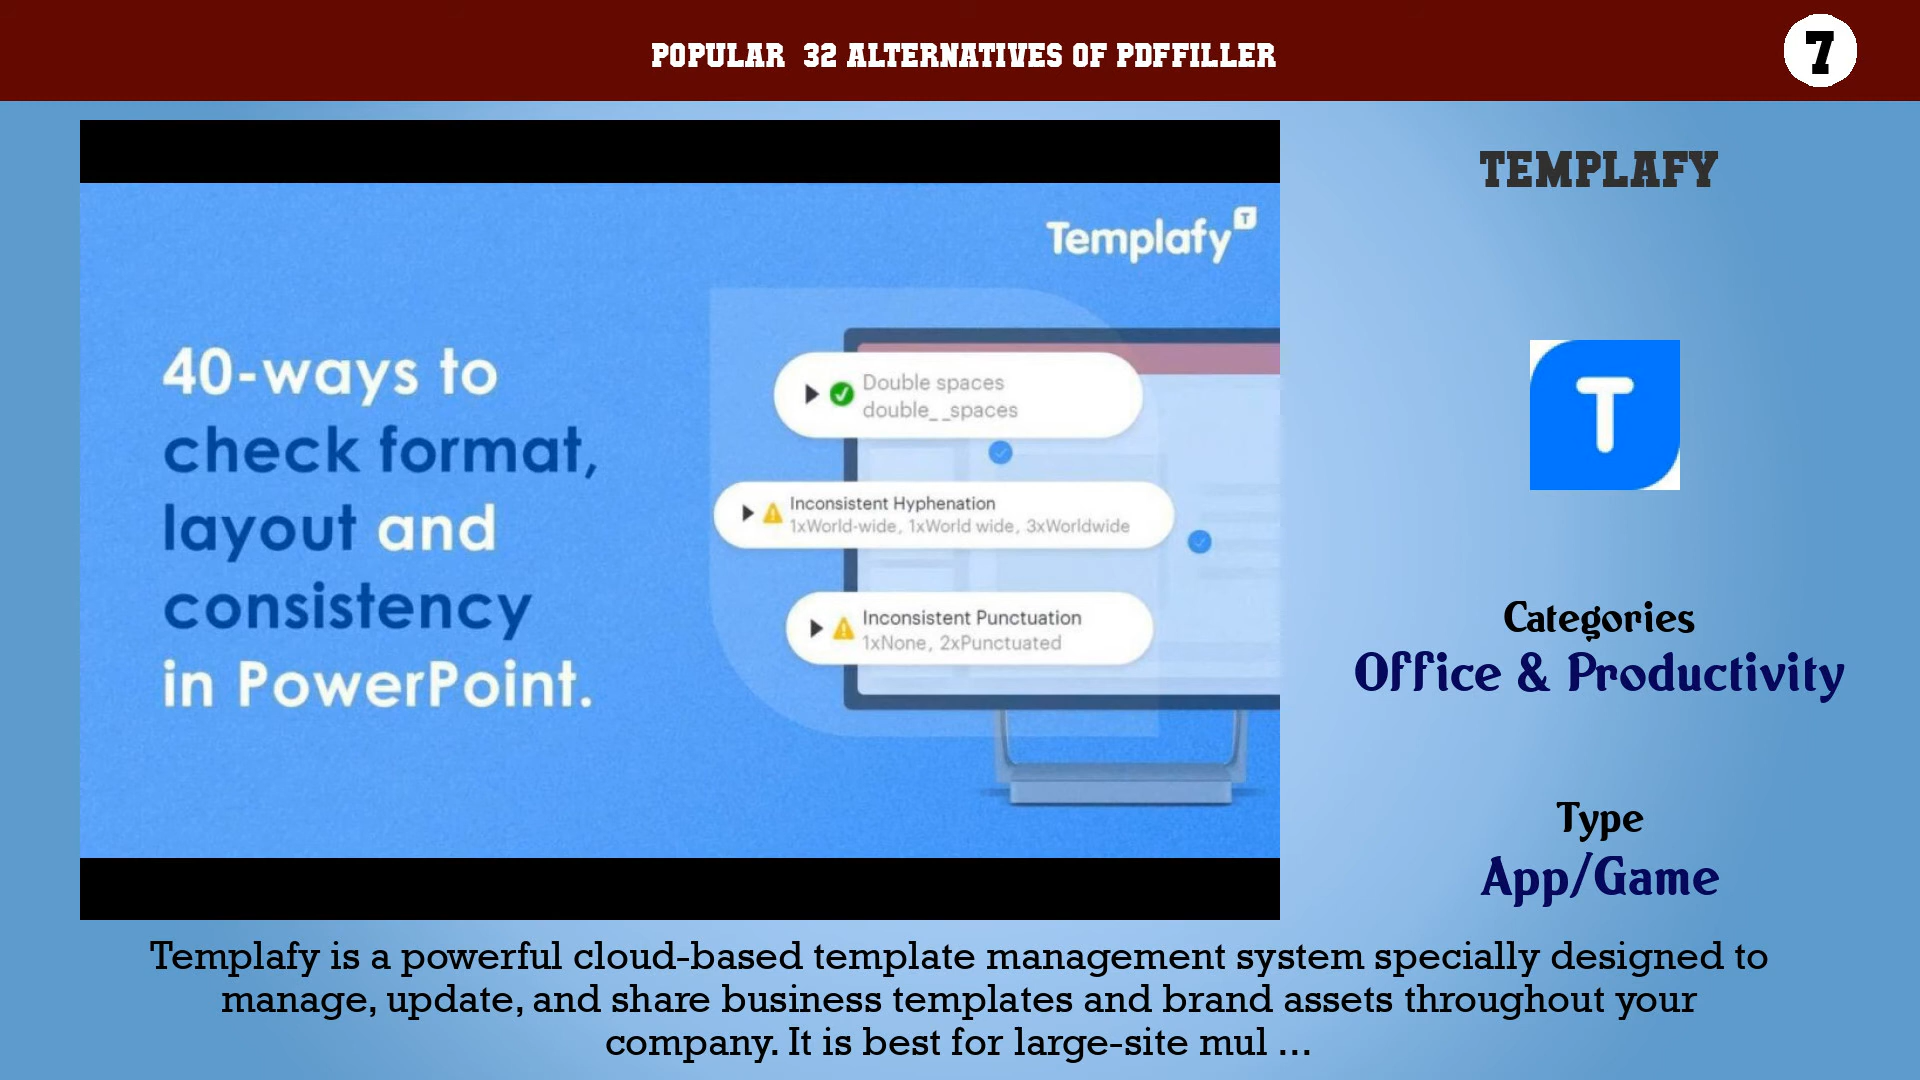 POPULAR 32 ALTERNATIVES OF PDFFILLER
7
TEMPLAFY
Templafy T
40-ways to
check format,
layout and
consistency
in PowerPoint.
Double spaces
double_ _spaces
Inconsistent Hyphenation
1xWorld-wide, 1xWorld wide, 3xWorldwide
Inconsistent Punctuation
1xNone, 2xPunctuated
T
Categories
Office & Productivity
Type
App/Game
Templafy is a powerful cloud-based template management system specially designed to
manage, update, and share business templates and brand assets throughout your
company. It is best for large-site mul ...